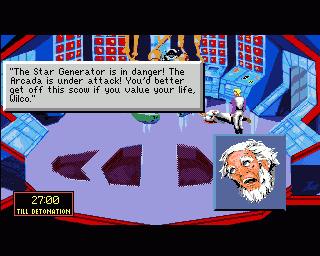 "The Star Generator is in danger! The
Arcada is under attack! You'd better
get off this scow if you value your life,
Wilco."
27:00
TILL DETONATION